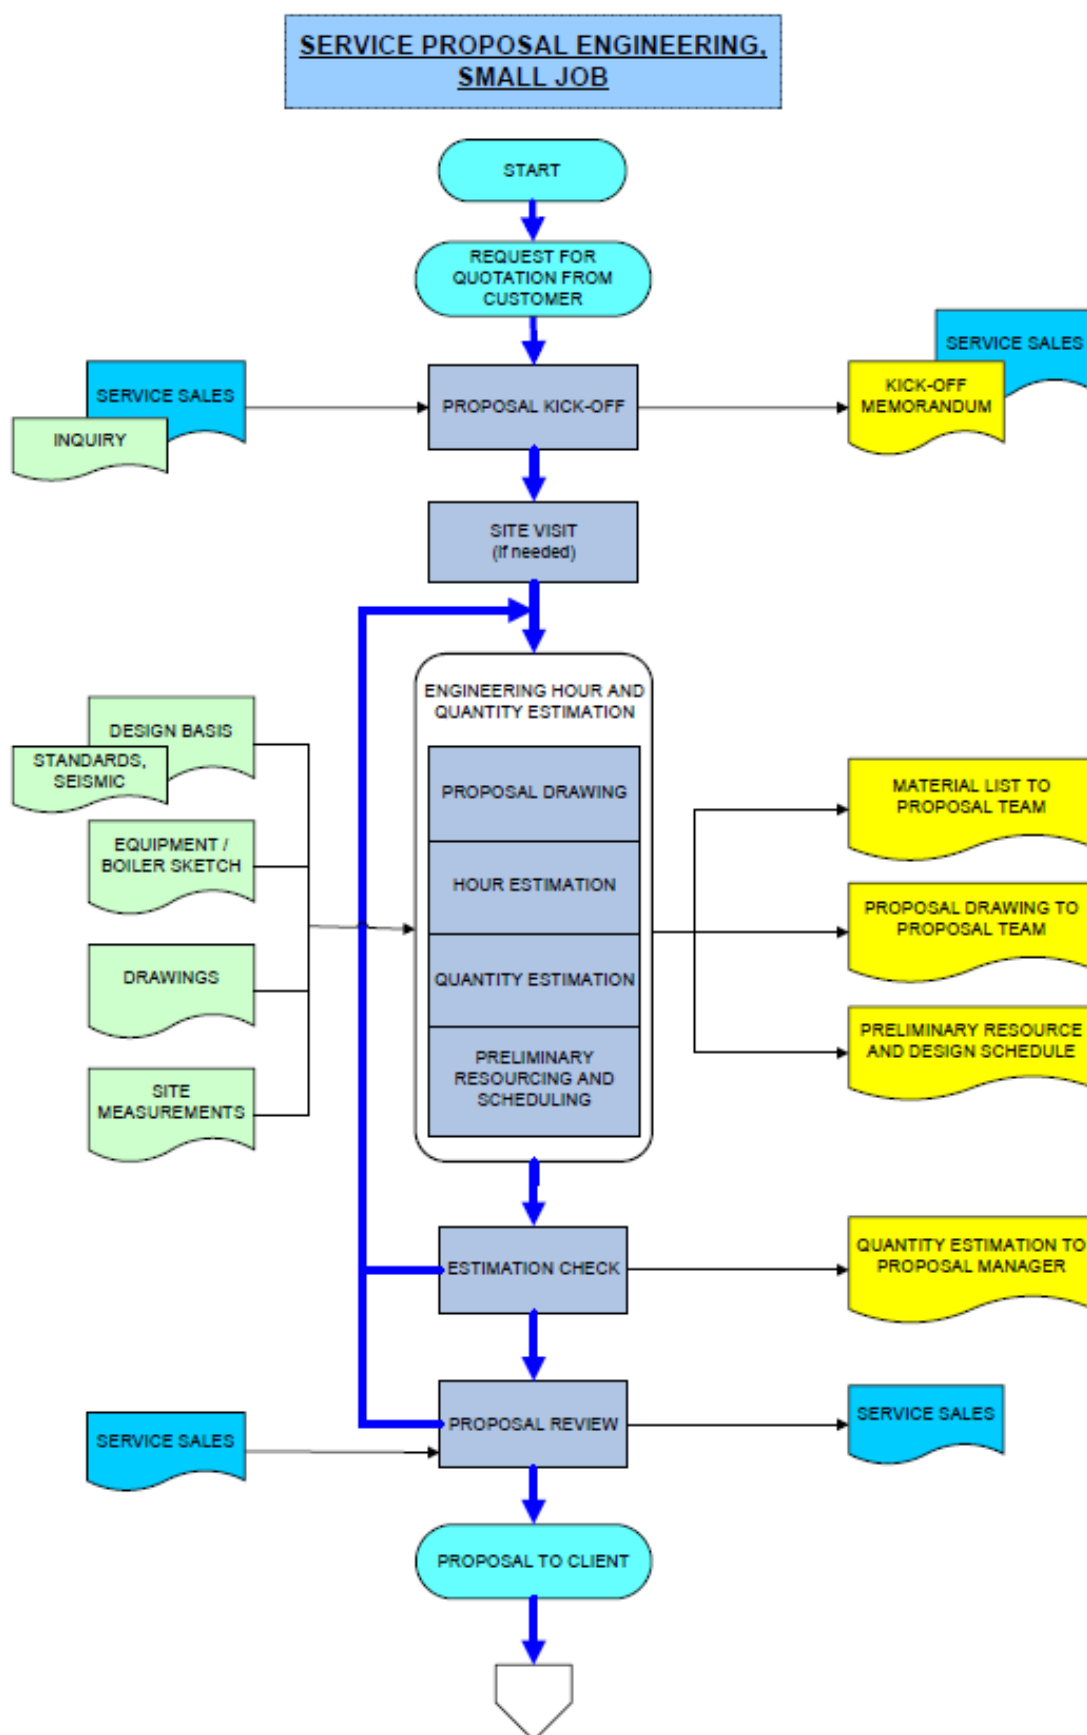 SERVICE PROPOSAL ENGINEERING,
SMALL JOB
START
REQUEST FOR
QUOTATION FROM
CUSTOMER
SERVICE SALES
INQUIRY
PROPOSAL KICK-OFF
SERVICE SALES
KICK-OFF
MEMORANDUM
SITE VISIT
(if needed)
ENGINEERING HOUR AND
QUANTITY ESTIMATION
PROPOSAL DRAWING
HOUR ESTIMATION
QUANTITY ESTIMATION
PRELIMINARY
RESOURCING AND
SCHEDULING
DESIGN BASIS
STANDARDS,
SEISMIC
EQUIPMENT /
BOILER SKETCH
DRAWINGS
SITE
MEASUREMENTS
MATERIAL LIST TO
PROPOSAL TEAM
PROPOSAL DRAWING TO
PROPOSAL TEAM
PRELIMINARY RESOURCE
AND DESIGN SCHEDULE
ESTIMATION CHECK
QUANTITY ESTIMATION TO
PROPOSAL MANAGER
SERVICE SALES
PROPOSAL REVIEW
SERVICE SALES
PROPOSAL TO CLIENT